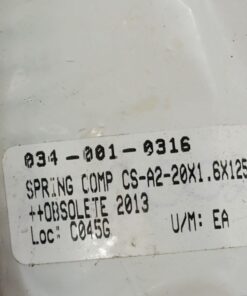 034-001-0316
SPRING COMP CS-A2-20X1.6X125
++OBSOLETE 2013
Loc: C045G U/M: EA